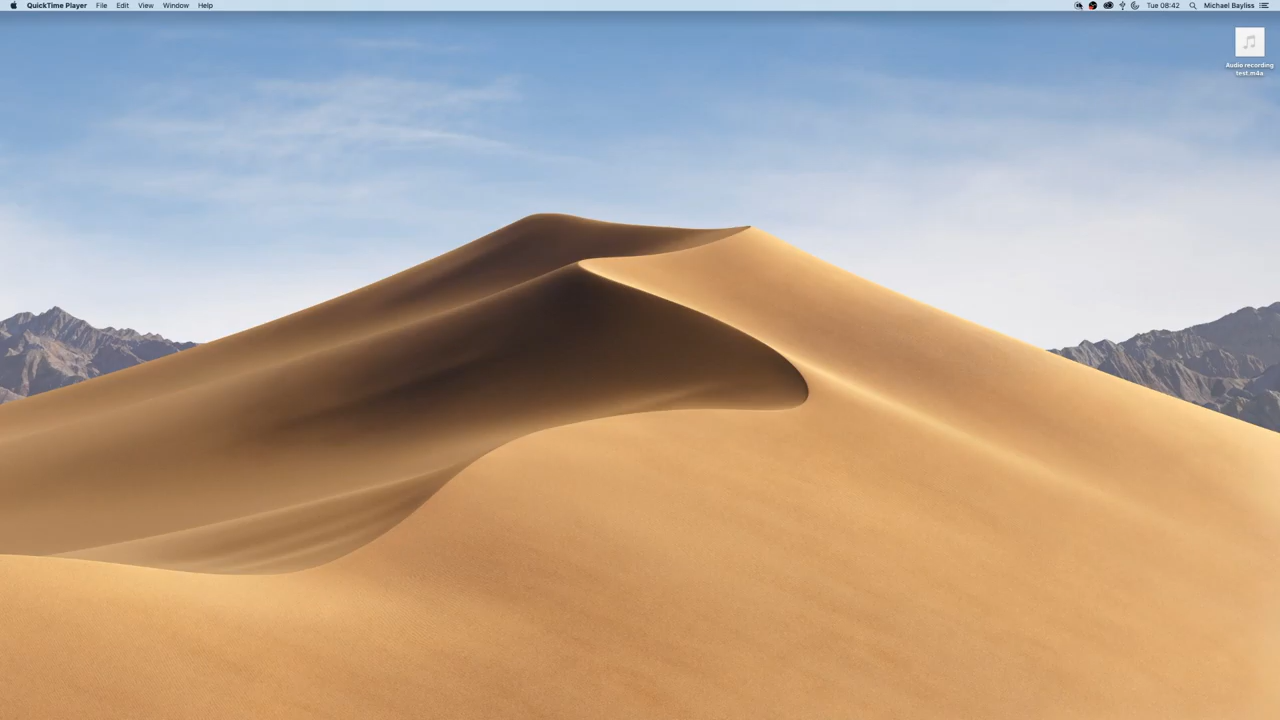 QuickTime Player File Edit View Window Help Tue 08:42 Michael Bayliss
Audio recording
test.m4a